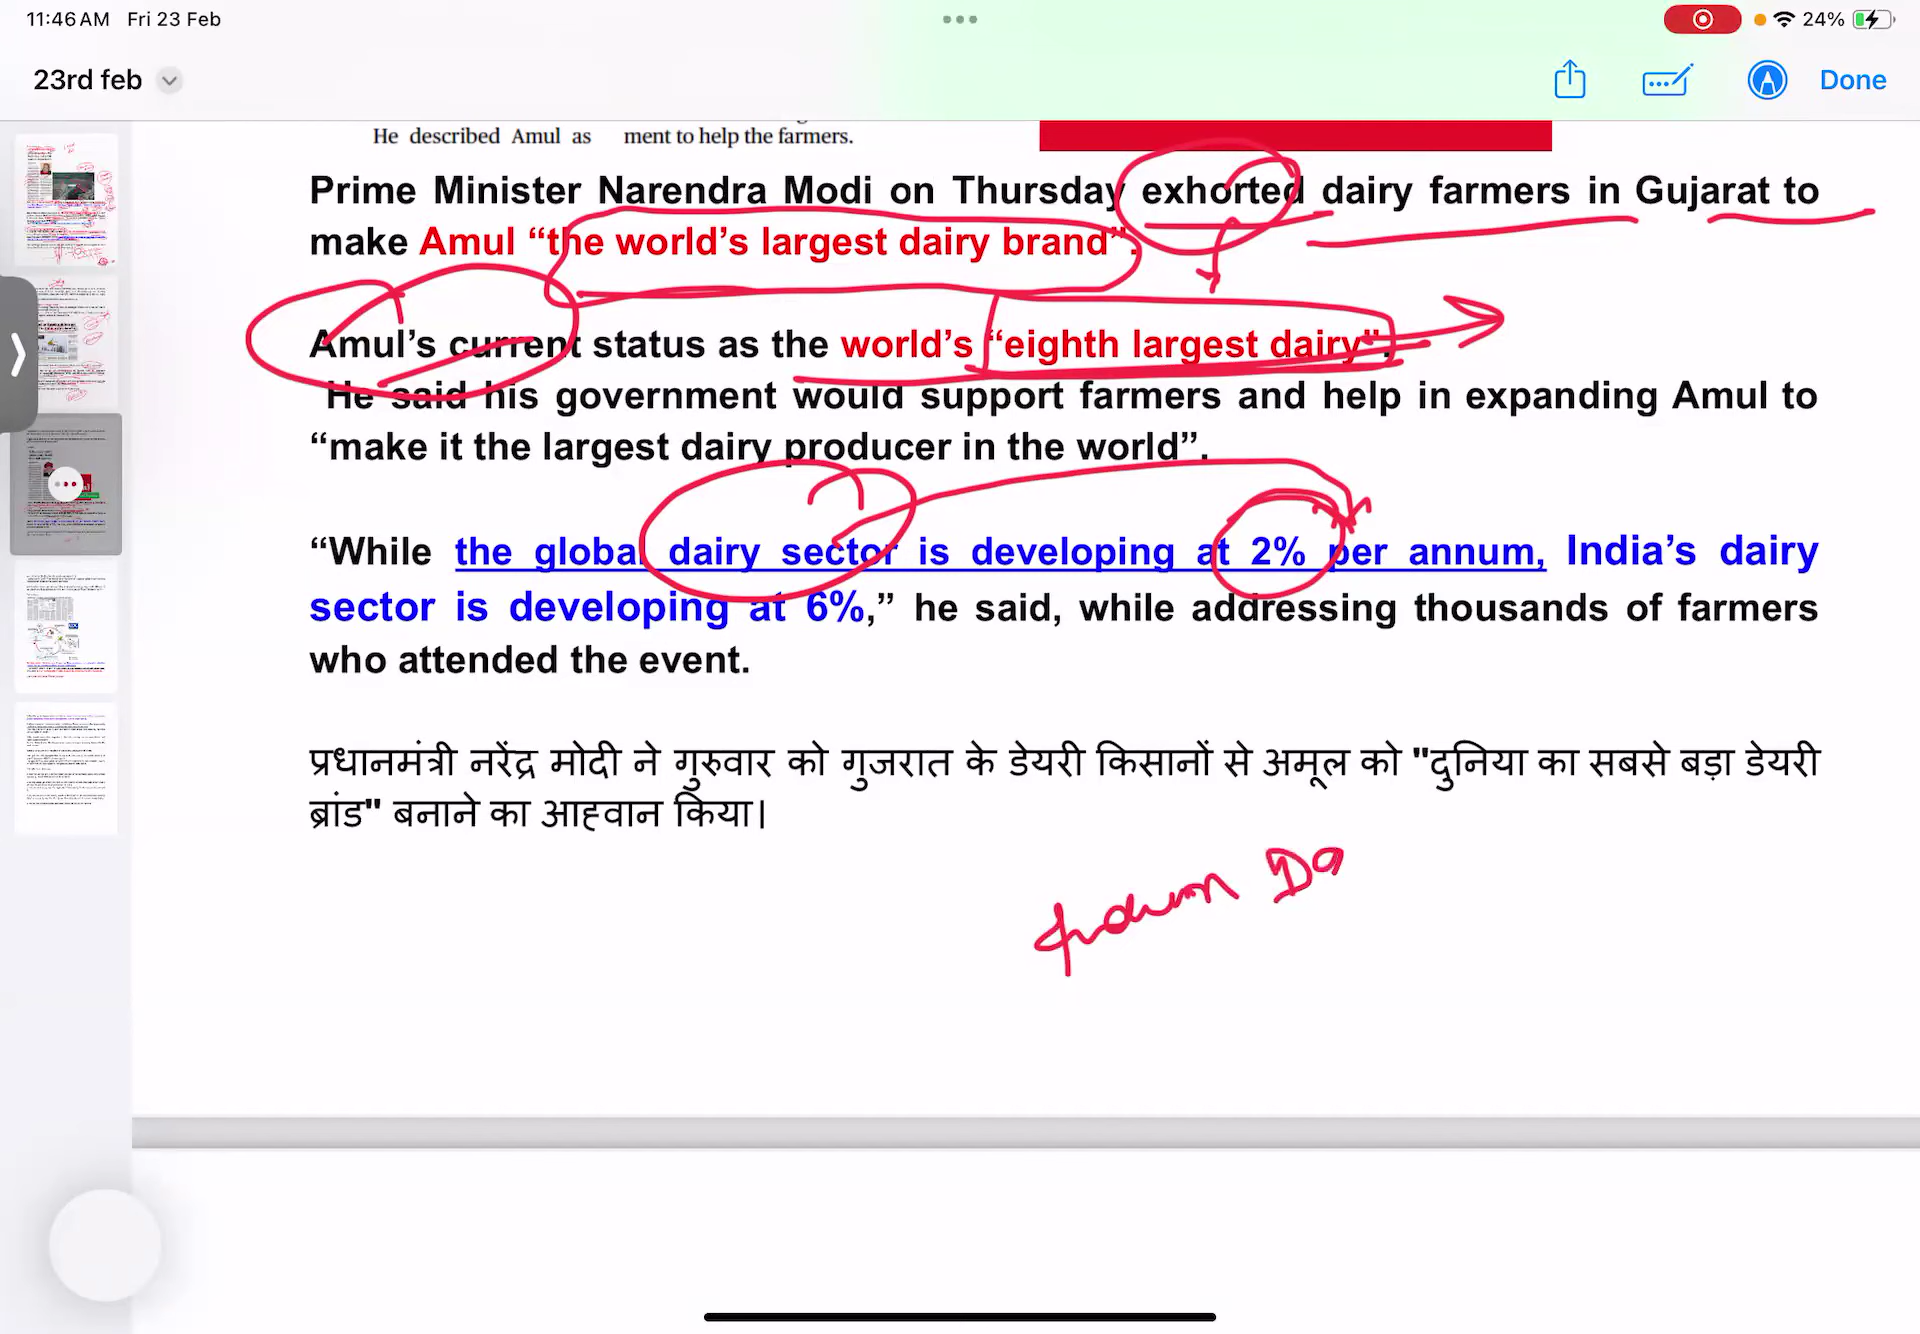 11:46 AM Fri 23 Feb
24%
23rd feb
Done
He described Amul as ment to help the farmers.
Prime Minister Narendra Modi on Thursday exhorted dairy farmers in Gujarat to
make Amul “the world’s largest dairy brand”.
Amul’s current status as the world’s “eighth largest dairy”.
He said his government would support farmers and help in expanding Amul to
“make it the largest dairy producer in the world”.
“While the global dairy sector is developing at 2% per annum, India’s dairy
sector is developing at 6%,” he said, while addressing thousands of farmers
who attended the event.
प्रधानमंत्री नरेंद्र मोदी ने गुरुवार को गुजरात के डेयरी किसानों से अमूल को "दुनिया का सबसे बड़ा डेयरी
ब्रांड" बनाने का आह्वान किया।